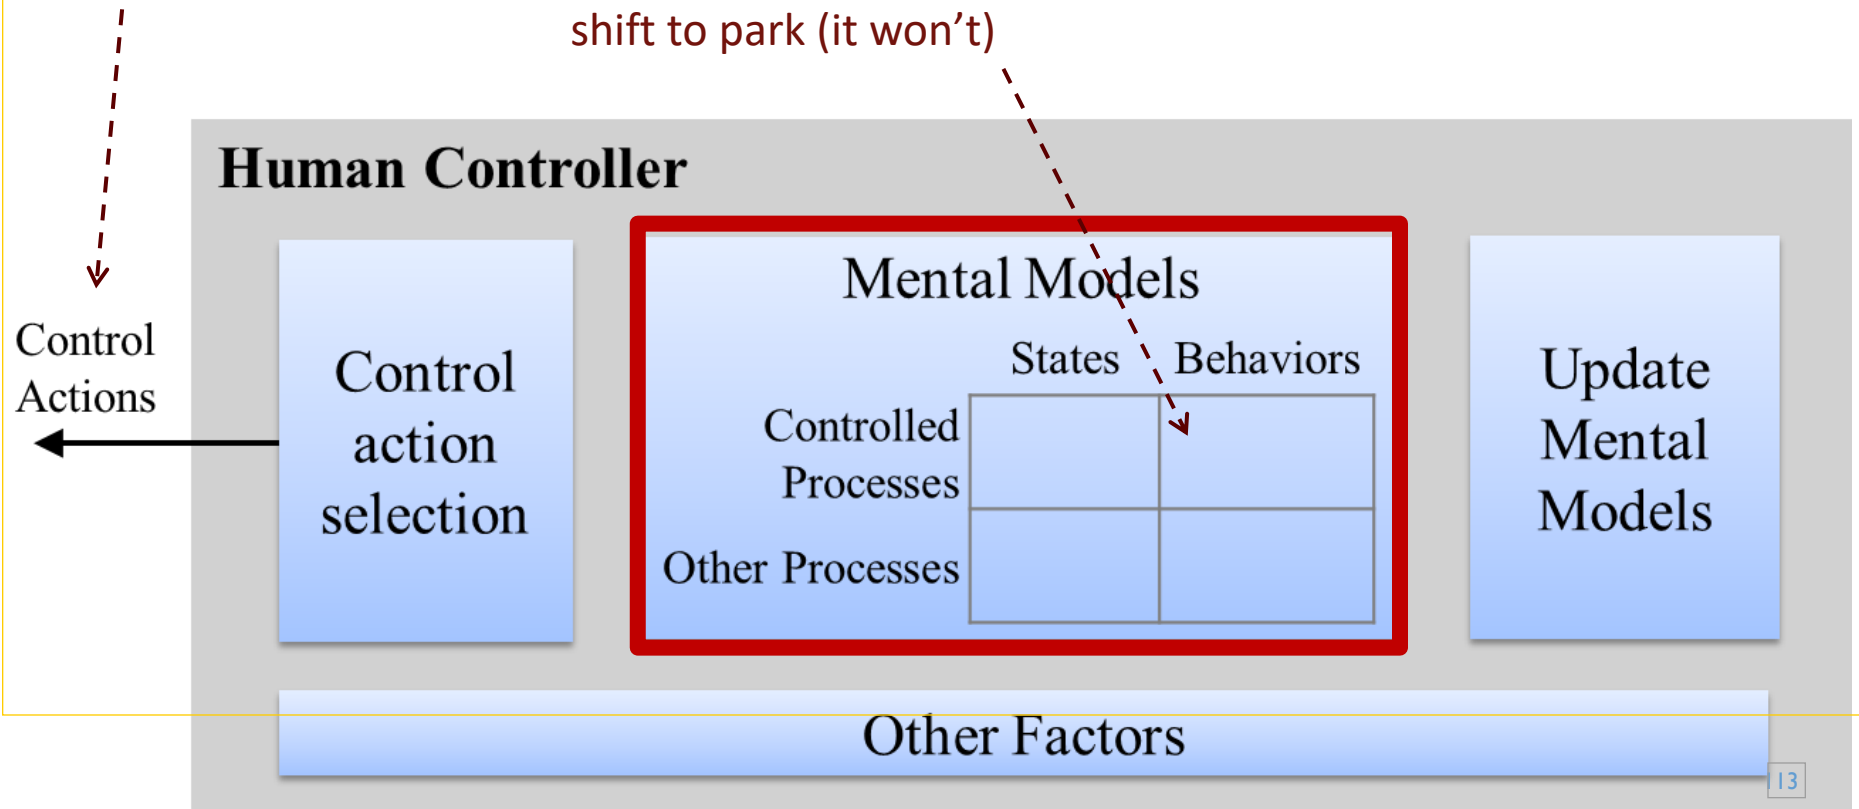 shift to park (it won’t)
Human Controller
Control
Actions
Control
action
selection
Mental Models
States Behaviors
Controlled
Processes
Other Processes
Update
Mental
Models
Other Factors
113